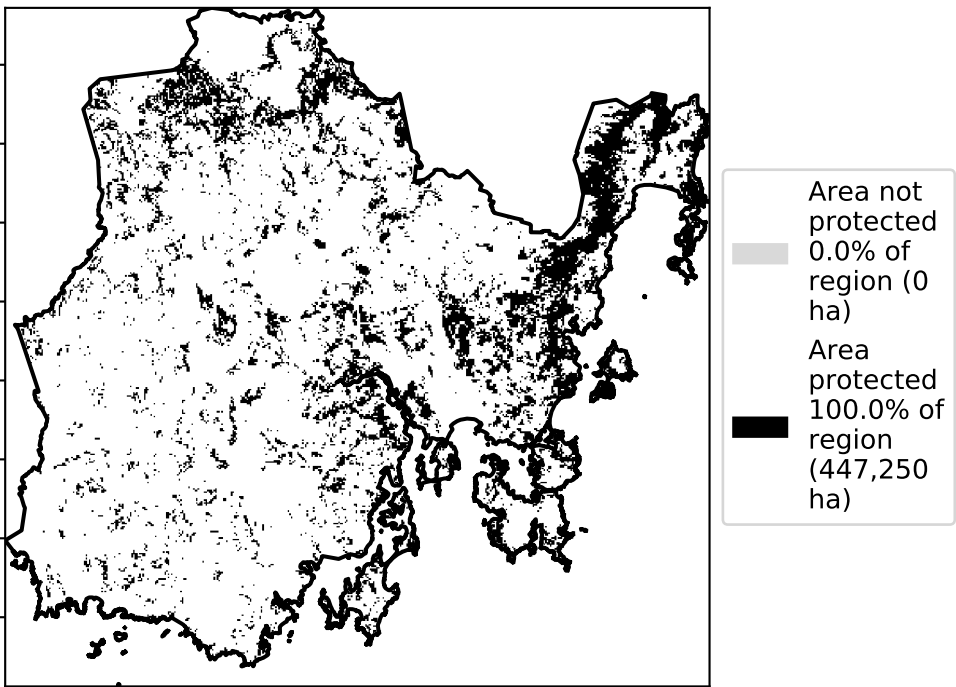 Area not
protected
0.0% of
region (0
ha)
Area
protected
100.0% of
region
(447,250
ha)